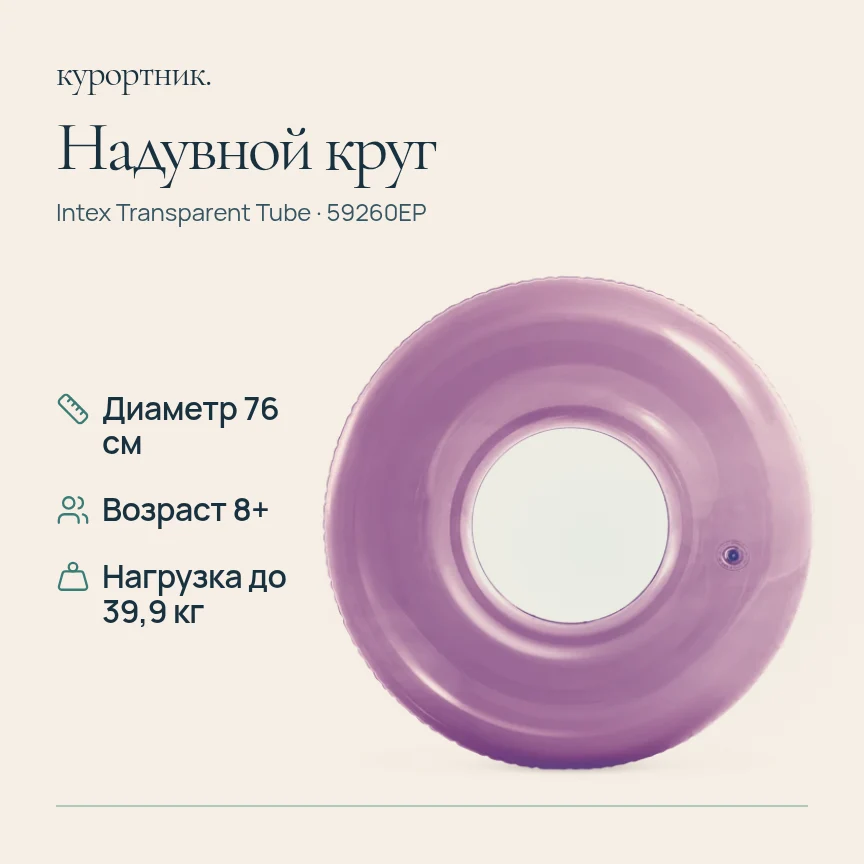 курортник.
Надувной круг
Intex Transparent Tube · 59260EP
Диаметр 76
см
Возраст 8+
Нагрузка до
39,9 кг